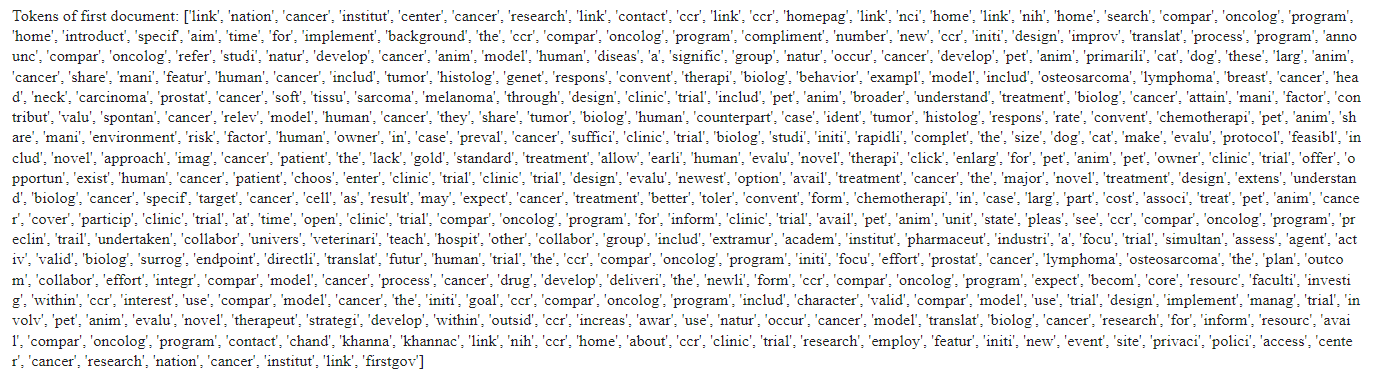 Tokens of first document: ['link', 'nation', 'cancer', 'institut', 'center', 'cancer', 'research', 'link', 'contact', 'ccr', 'link', 'ccr', 'homepag', 'link', 'nci', 'home', 'link', 'nih', 'home', 'search', 'compar', 'oncolog', 'program',
'home', 'introduct', 'specif', 'aim', 'time', 'for', 'implement', 'background', 'the', 'ccr', 'compar', 'oncolog', 'program', 'compliment', 'number', 'new', 'ccr', 'initi', 'design', 'improv', 'translat', 'process', 'program', 'anno
unc', 'compar', 'oncolog', 'refer', 'studi', 'natur', 'develop', 'cancer', 'anim', 'model', 'human', 'diseas', 'a', 'signific', 'group', 'natur', 'occur', 'cancer', 'develop', 'pet', 'anim', 'primarili', 'cat', 'dog', 'these', 'larg', 'anim',
'cancer', 'share', 'mani', 'featur', 'human', 'cancer', 'includ', 'tumor', 'histolog', 'genet', 'respons', 'convent', 'therapi', 'biolog', 'behavior', 'exampl', 'model', 'includ', 'osteosarcoma', 'lymphoma', 'breast', 'cancer', 'hea
d', 'neck', 'carcinoma', 'prostat', 'cancer', 'soft', 'tissu', 'sarcoma', 'melanoma', 'through', 'design', 'clinic', 'trial', 'includ', 'pet', 'anim', 'broader', 'understand', 'treatment', 'biolog', 'cancer', 'attain', 'mani', 'factor', 'con
tribut', 'valu', 'spontan', 'cancer', 'relev', 'model', 'human', 'cancer', 'they', 'share', 'tumor', 'biolog', 'human', 'counterpart', 'case', 'ident', 'tumor', 'histolog', 'respons', 'rate', 'convent', 'chemotherapi', 'pet', 'anim', 'sh
are', 'mani', 'environment', 'risk', 'factor', 'human', 'owner', 'in', 'case', 'preval', 'cancer', 'suffici', 'clinic', 'trial', 'biolog', 'studi', 'initi', 'rapidli', 'complet', 'the', 'size', 'dog', 'cat', 'make', 'evalu', 'protocol', 'feasibl', 'in
clud', 'novel', 'approach', 'imag', 'cancer', 'patient', 'the', 'lack', 'gold', 'standard', 'treatment', 'allow', 'earli', 'human', 'evalu', 'novel', 'therapi', 'click', 'enlarg', 'for', 'pet', 'anim', 'pet', 'owner', 'clinic', 'trial', 'offer', 'o
pportun', 'exist', 'human', 'cancer', 'patient', 'choos', 'enter', 'clinic', 'trial', 'clinic', 'trial', 'design', 'evalu', 'newest', 'option', 'avail', 'treatment', 'cancer', 'the', 'major', 'novel', 'treatment', 'design', 'extens', 'understan
d', 'biolog', 'cancer', 'specif', 'target', 'cancer', 'cell', 'as', 'result', 'may', 'expect', 'cancer', 'treatment', 'better', 'toler', 'convent', 'form', 'chemotherapi', 'in', 'case', 'larg', 'part', 'cost', 'associ', 'treat', 'pet', 'anim', 'cance
r', 'cover', 'particip', 'clinic', 'trial', 'at', 'time', 'open', 'clinic', 'trial', 'compar', 'oncolog', 'program', 'for', 'inform', 'clinic', 'trial', 'avail', 'pet', 'anim', 'unit', 'state', 'pleas', 'see', 'ccr', 'compar', 'oncolog', 'program', 'pr
eclin', 'trail', 'undertaken', 'collabor', 'univers', 'veterinari', 'teach', 'hospit', 'other', 'collabor', 'group', 'includ', 'extramur', 'academ', 'institut', 'pharmaceut', 'industri', 'a', 'focu', 'trial', 'simultan', 'assess', 'agent', 'act
iv', 'valid', 'biolog', 'surrog', 'endpoint', 'directli', 'translat', 'futur', 'human', 'trial', 'the', 'ccr', 'compar', 'oncolog', 'program', 'initi', 'focu', 'effort', 'prostat', 'cancer', 'lymphoma', 'osteosarcoma', 'the', 'plan', 'outco
m', 'collabor', 'effort', 'integr', 'compar', 'model', 'cancer', 'process', 'cancer', 'drug', 'develop', 'deliveri', 'the', 'newli', 'form', 'ccr', 'compar', 'oncolog', 'program', 'expect', 'becom', 'core', 'resourc', 'faculti', 'investi
g', 'within', 'ccr', 'interest', 'use', 'compar', 'model', 'cancer', 'the', 'initi', 'goal', 'ccr', 'compar', 'oncolog', 'program', 'includ', 'character', 'valid', 'compar', 'model', 'use', 'trial', 'design', 'implement', 'manag', 'trial', 'in
volv', 'pet', 'anim', 'evalu', 'novel', 'therapeut', 'strategi', 'develop', 'within', 'outsid', 'ccr', 'increas', 'awar', 'use', 'natur', 'occur', 'cancer', 'model', 'translat', 'biolog', 'cancer', 'research', 'for', 'inform', 'resourc', 'avai
l', 'compar', 'oncolog', 'program', 'contact', 'chand', 'khanna', 'khannac', 'link', 'nih', 'ccr', 'home', 'about', 'ccr', 'clinic', 'trial', 'research', 'employ', 'featur', 'initi', 'new', 'event', 'site', 'privaci', 'polici', 'access', 'cente
r', 'cancer', 'research', 'nation', 'cancer', 'institut', 'link', 'firstgov']